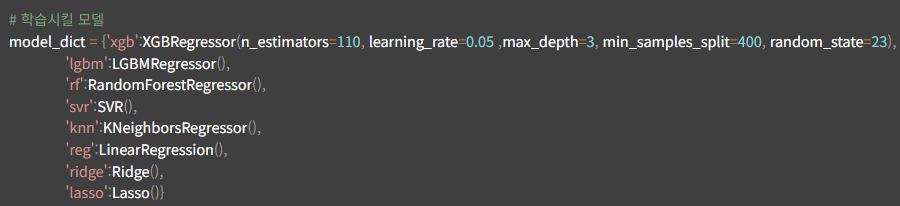 # 학습시킬 모델
model_dict = {'xgb':XGBRegressor(n_estimators=110, learning_rate=0.05 ,max_depth=3, min_samples_split=400, random_state=23),
'lgbm':LGBMRegressor(),
'rf':RandomForestRegressor(),
'svr':SVR(),
'knn':KNeighborsRegressor(),
'reg':LinearRegression(),
'ridge':Ridge(),
'lasso':Lasso()}